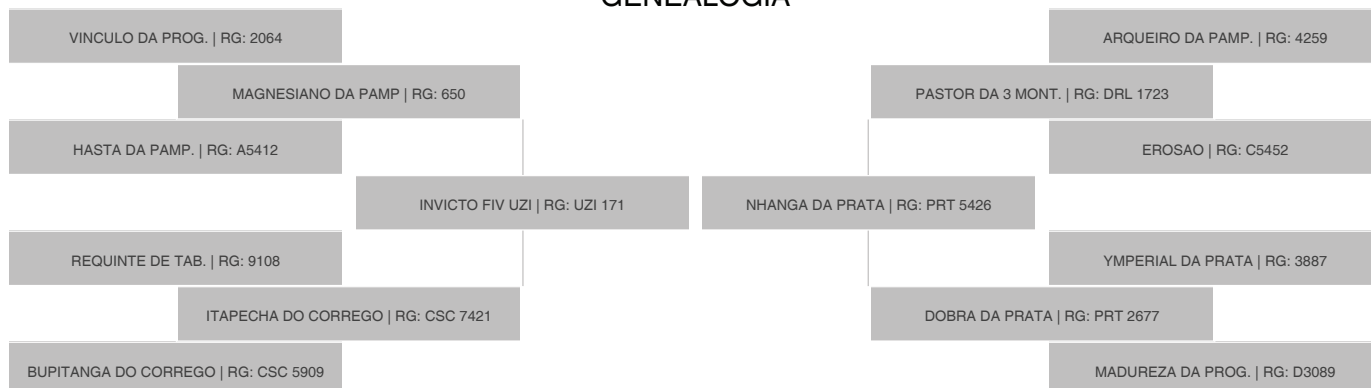 GENEALOGIA
VINCULO DA PROG. | RG: 2064
ARQUEIRO DA PAMP. | RG: 4259
MAGNESIANO DA PAMP | RG: 650
PASTOR DA 3 MONT. | RG: DRL 1723
HASTA DA PAMP. | RG: A5412
EROSAO | RG: C5452
INVICTO FIV UZI | RG: UZI 171
NHANGA DA PRATA | RG: PRT 5426
REQUINTE DE TAB. | RG: 9108
YMPERIAL DA PRATA | RG: 3887
ITAPECHA DO CORREGO | RG: CSC 7421
DOBRA DA PRATA | RG: PRT 2677
BUPITANGA DO CORREGO | RG: CSC 5909
MADUREZA DA PROG. | RG: D3089